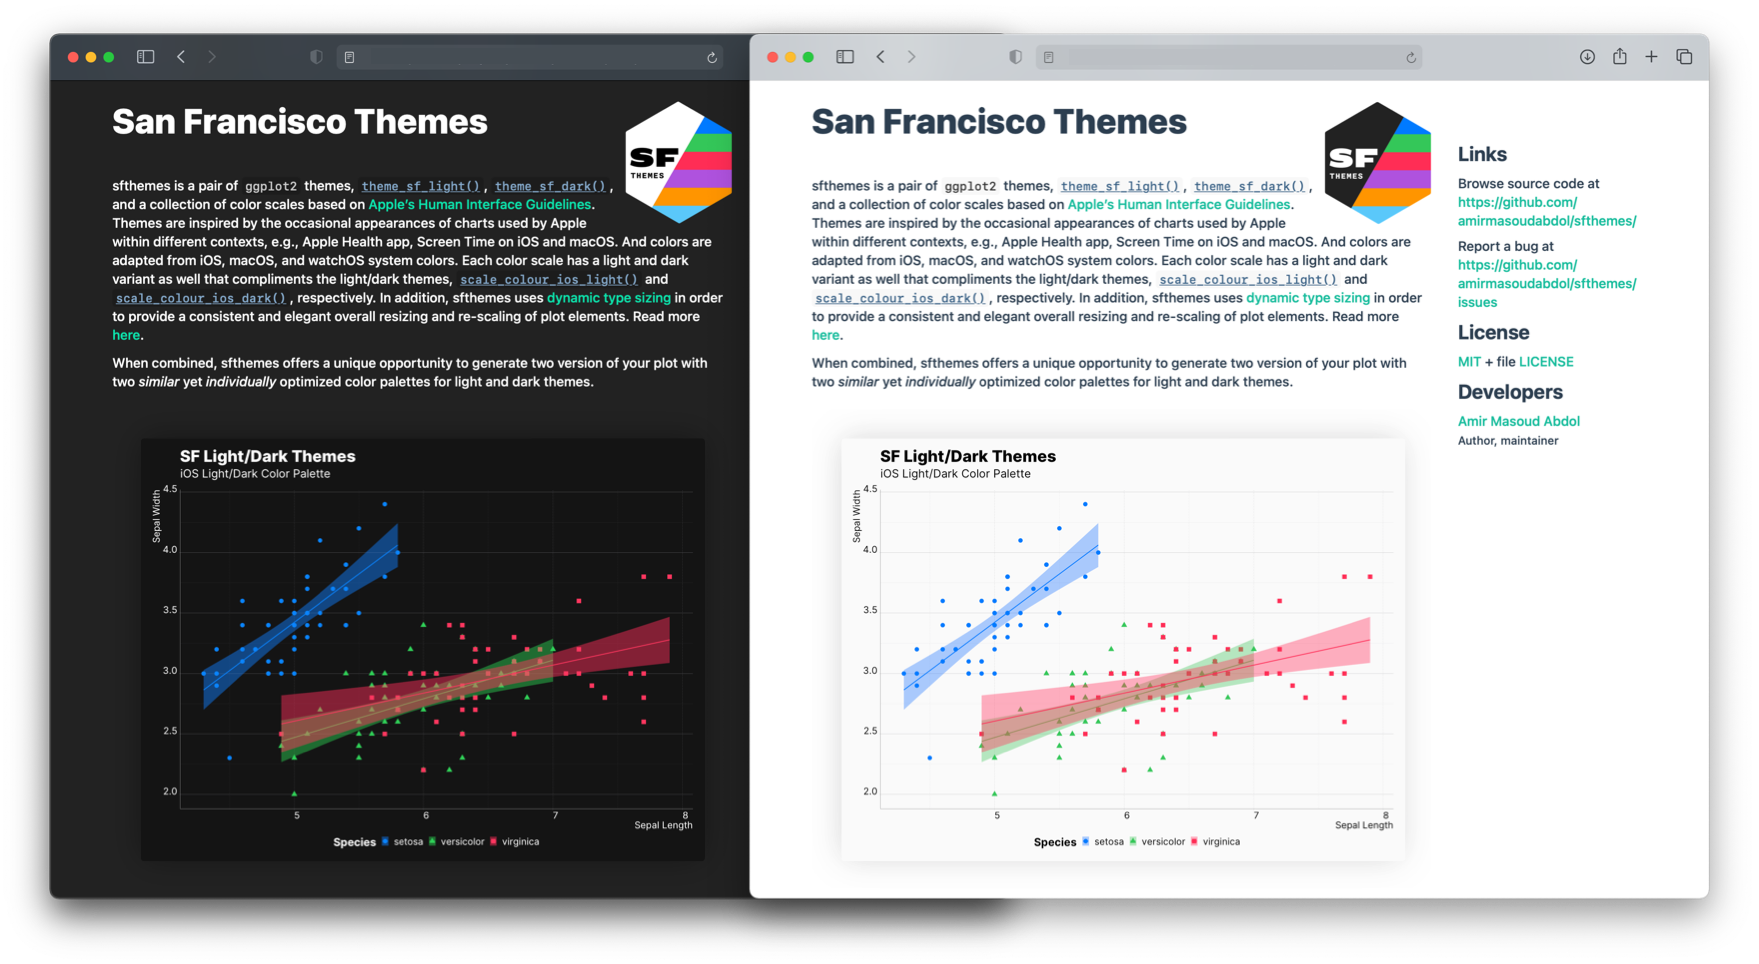 San Francisco Themes
SF
THEMES
sfthemes is a pair of ggplot2 themes, theme_sf_light(), theme_sf_dark(),
and a collection of color scales based on Apple's Human Interface Guidelines.
Themes are inspired by the occasional appearances of charts used by Apple
within different contexts, e.g., Apple Health app, Screen Time on iOS and macOS. And colors are
adapted from iOS, macOS, and watchOS system colors. Each color scale has a light and dark
variant as well that compliments the light/dark themes, scale_colour_ios_light() and
scale_colour_ios_dark(), respectively. In addition, sfthemes uses dynamic type sizing in order
to provide a consistent and elegant overall resizing and re-scaling of plot elements. Read more
here.
When combined, sfthemes offers a unique opportunity to generate two version of your plot with
two similar yet individually optimized color palettes for light and dark themes.
SF Light/Dark Themes
iOS Light/Dark Color Palette
Sepal Width
4.5
4.0
3.5
3.0
2.5
2.0
5 6 7 8
Sepal Length
Species setosa versicolor virginica
San Francisco Themes
SF
THEMES
sfthemes is a pair of ggplot2 themes, theme_sf_light(), theme_sf_dark(),
and a collection of color scales based on Apple's Human Interface Guidelines.
Themes are inspired by the occasional appearances of charts used by Apple
within different contexts, e.g., Apple Health app, Screen Time on iOS and macOS. And colors are
adapted from iOS, macOS, and watchOS system colors. Each color scale has a light and dark
variant as well that compliments the light/dark themes, scale_colour_ios_light() and
scale_colour_ios_dark(), respectively. In addition, sfthemes uses dynamic type sizing in order
to provide a consistent and elegant overall resizing and re-scaling of plot elements. Read more
here.
When combined, sfthemes offers a unique opportunity to generate two version of your plot with
two similar yet individually optimized color palettes for light and dark themes.
SF Light/Dark Themes
iOS Light/Dark Color Palette
Sepal Width
4.5
4.0
3.5
3.0
2.5
2.0
5 6 7 8
Sepal Length
Species setosa versicolor virginica
Links
Browse source code at
https://github.com/
amirmasoudabdol/sfthemes/
Report a bug at
https://github.com/
amirmasoudabdol/sfthemes/
issues
License
MIT + file LICENSE
Developers
Amir Masoud Abdol
Author, maintainer